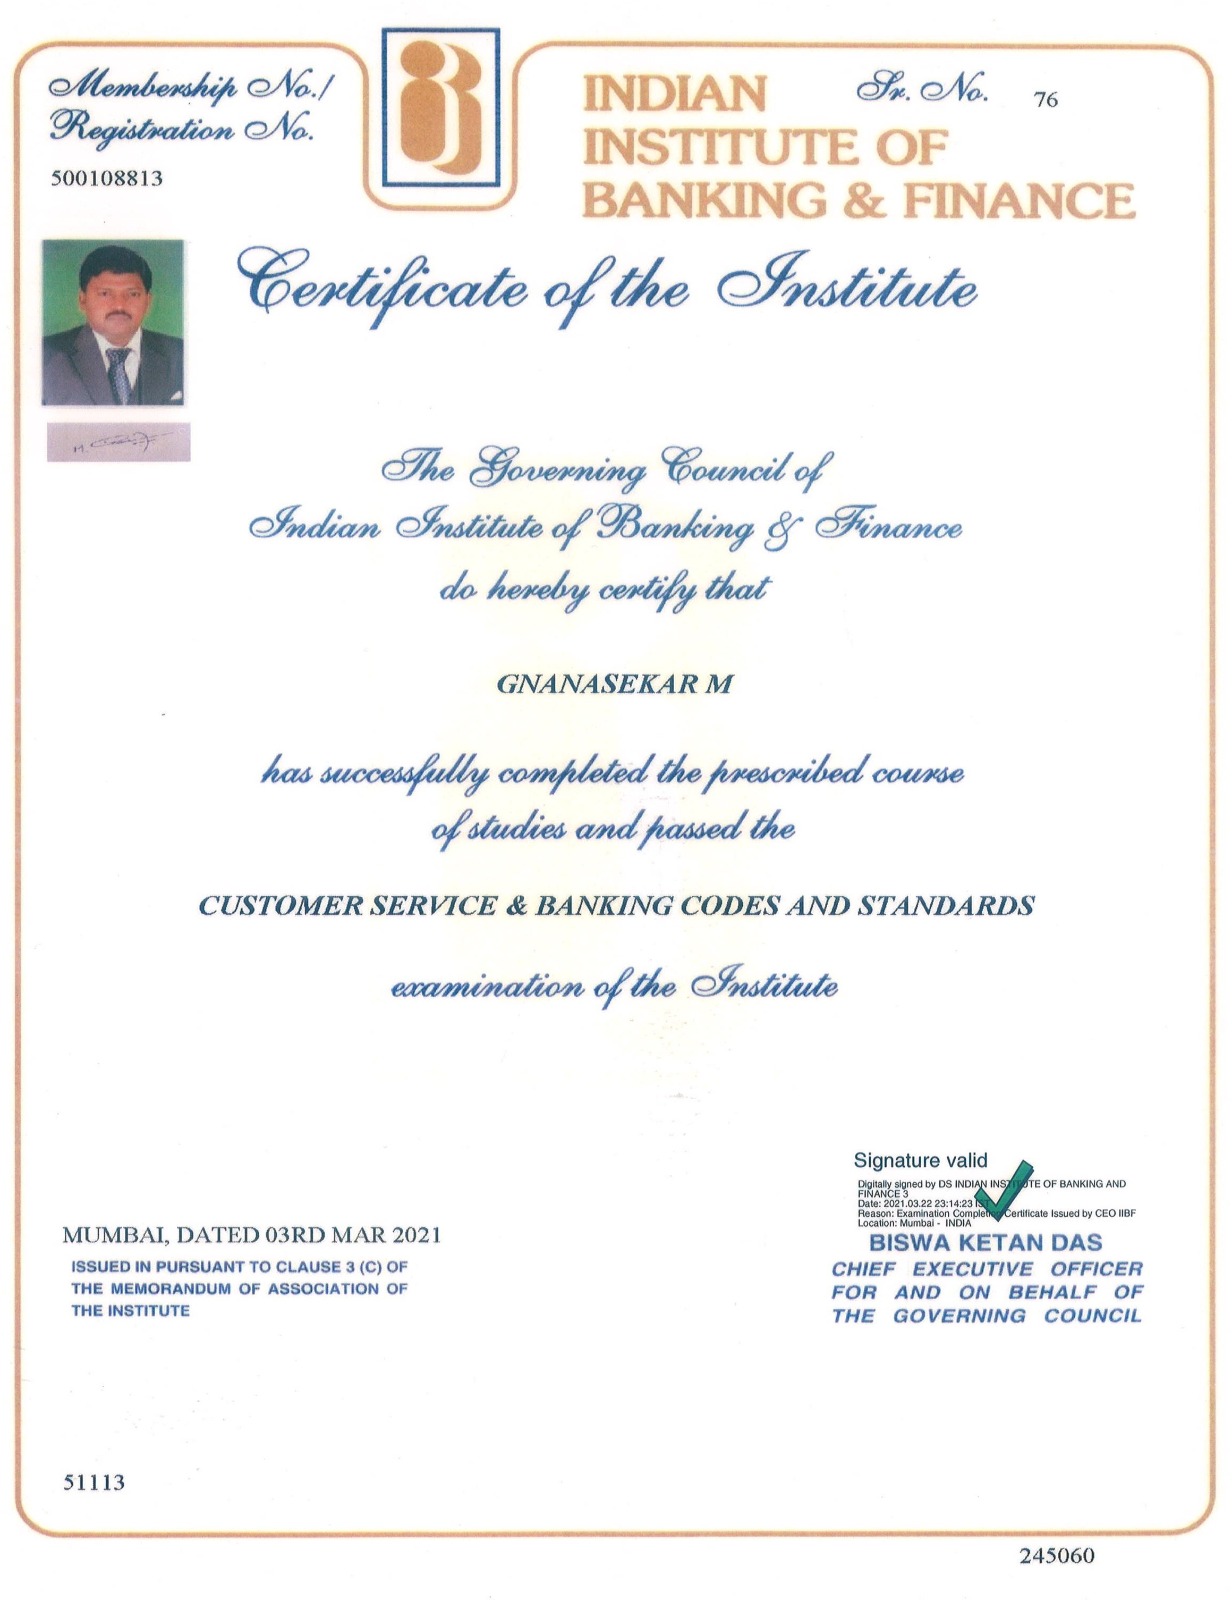 Membership No./
Registration No.
500108813
INDIAN
INSTITUTE OF
BANKING & FINANCE
Sr. No. 76
Certificate of the Institute
M.
The Governing Council of
Indian Institute of Banking & Finance
do hereby certify that
GNANASEKAR M
has successfully completed the prescribed course
of studies and passed the
CUSTOMER SERVICE & BANKING CODES AND STANDARDS
examination of the Institute
Signature valid
Digitally signed by DS INDIAN INSTITUTE OF BANKING AND
FINANCE 3
Date: 2021.03.22 23:14:23 IST
Reason: Examination Completion Certificate Issued by CEO IIBF
Location: Mumbai - INDIA
BISWA KETAN DAS
CHIEF EXECUTIVE OFFICER
FOR AND ON BEHALF OF
THE GOVERNING COUNCIL
MUMBAI, DATED 03RD MAR 2021
ISSUED IN PURSUANT TO CLAUSE 3 (C) OF
THE MEMORANDUM OF ASSOCIATION OF
THE INSTITUTE
51113
245060